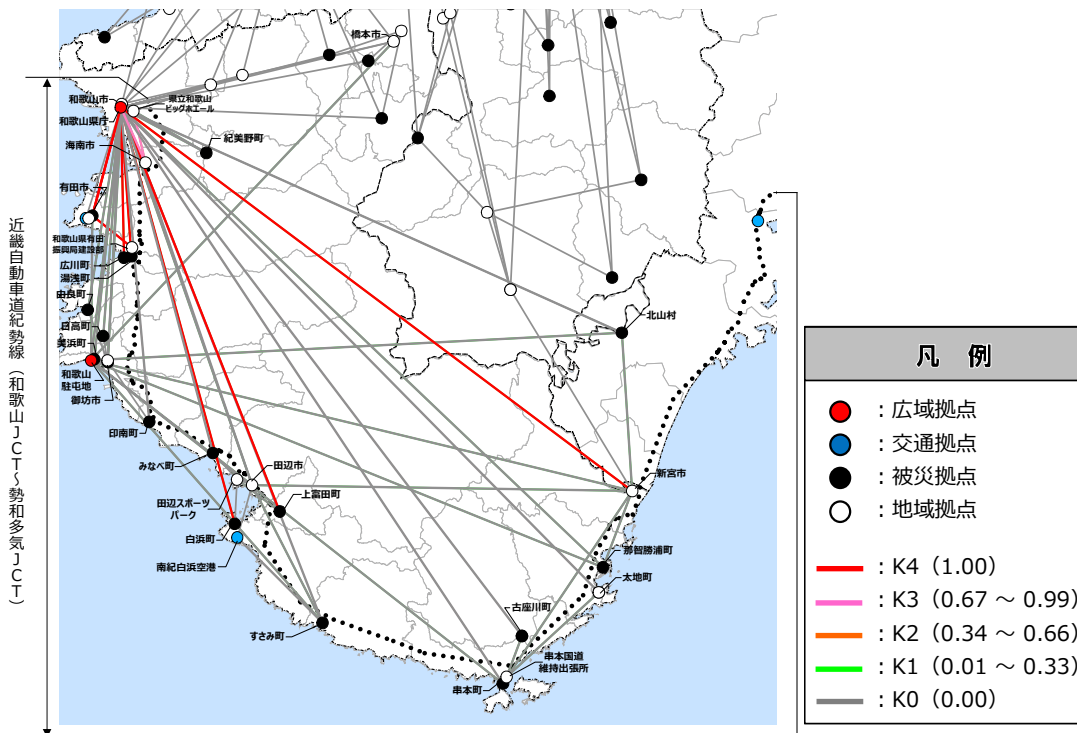 橋本市
和歌山市
県立和歌山
ビッグホエール
和歌山県庁
紀美野町
海南市
有田市
和歌山県有田
振興局建設部
広川町
湯浅町
由良町
日高町
美浜町
和歌山
駐屯地
御坊市
北山村
印南町
みなべ町
田辺市
新宮市
田辺スポーツ
パーク
上富田町
白浜町
那智勝浦町
南紀白浜空港
太地町
古座川町
すさみ町
串本国道
維持出張所
串本町
近畿自動車道紀勢線（和歌山JCT～勢和多気JCT）
凡 例
：広域拠点
：交通拠点
：被災拠点
：地域拠点
：K4（1.00）
：K3（0.67 ～ 0.99）
：K2（0.34 ～ 0.66）
：K1（0.01 ～ 0.33）
：K0（0.00）